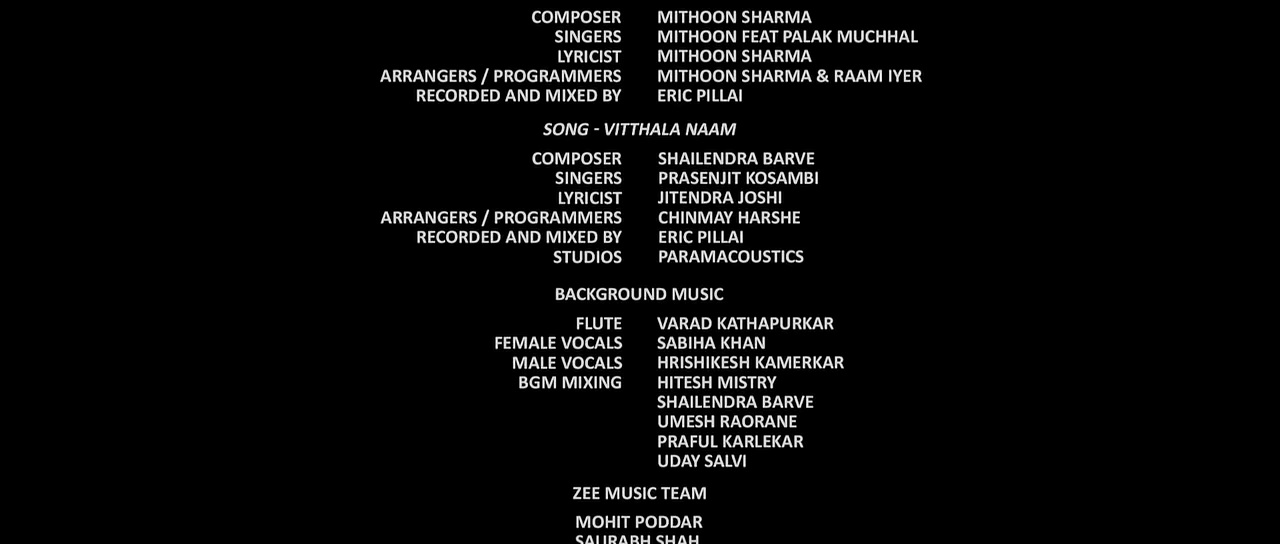 COMPOSER MITHOON SHARMA
SINGERS MITHOON FEAT PALAK MUCHHAL
LYRICIST MITHOON SHARMA
ARRANGERS / PROGRAMMERS MITHOON SHARMA & RAAM IYER
RECORDED AND MIXED BY ERIC PILLAI
SONG - VITTHALA NAAM
COMPOSER SHAILENDRA BARVE
SINGERS PRASENJIT KOSAMBI
LYRICIST JITENDRA JOSHI
ARRANGERS / PROGRAMMERS CHINMAY HARSHE
RECORDED AND MIXED BY ERIC PILLAI
STUDIOS PARAMACOUSTICS
BACKGROUND MUSIC
FLUTE VARAD KATHAPURKAR
FEMALE VOCALS SABIHA KHAN
MALE VOCALS HRISHIKESH KAMERKAR
BGM MIXING HITESH MISTRY
SHAILENDRA BARVE
UMESH RAORANE
PRAFUL KARLEKAR
UDAY SALVI
ZEE MUSIC TEAM
MOHIT PODDAR
SAURABH SHAH